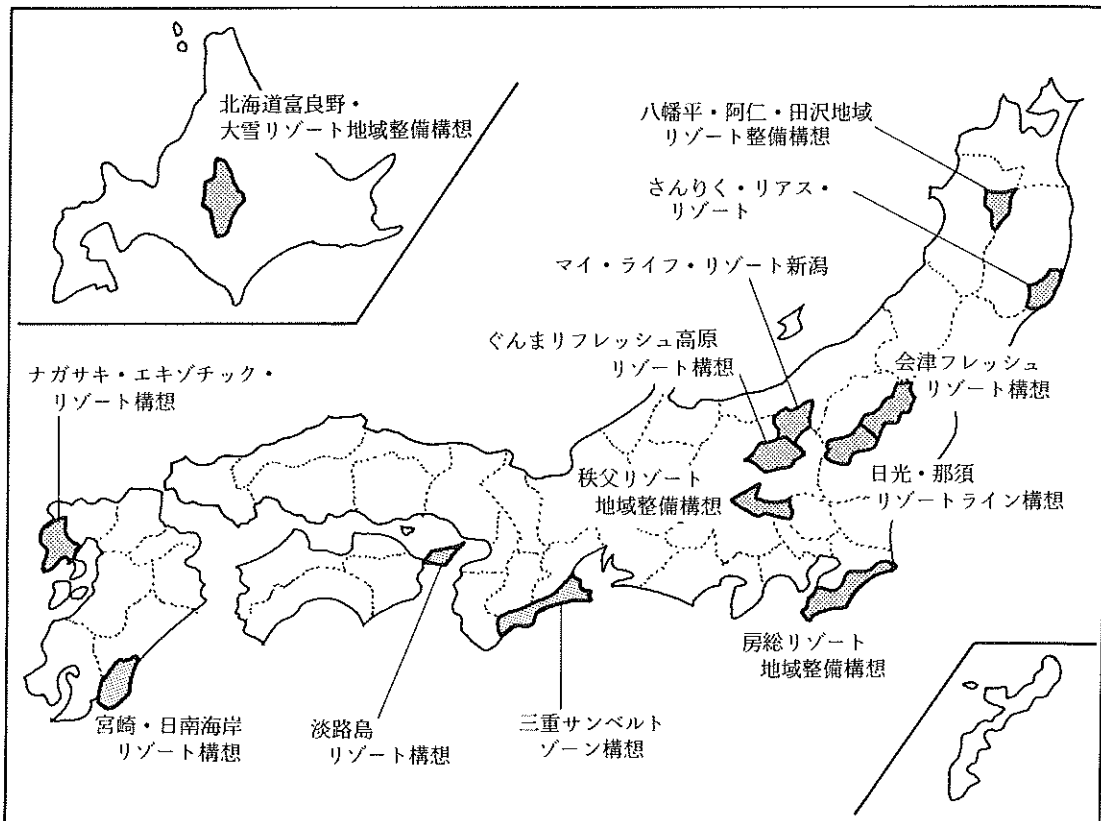 北海道富良野・
大雪リゾート地域整備構想
八幡平・阿仁・田沢地域
リゾート整備構想
さんりく・リアス・
リゾート
マイ・ライフ・リゾート新潟
ぐんまリフレッシュ高原
リゾート構想
会津フレッシュ
リゾート構想
ナガサキ・エキゾチック・
リゾート構想
秩父リゾート
地域整備構想
日光・那須
リゾートライン構想
房総リゾート
地域整備構想
宮崎・日南海岸
リゾート構想
淡路島
リゾート構想
三重サンベルト
ゾーン構想